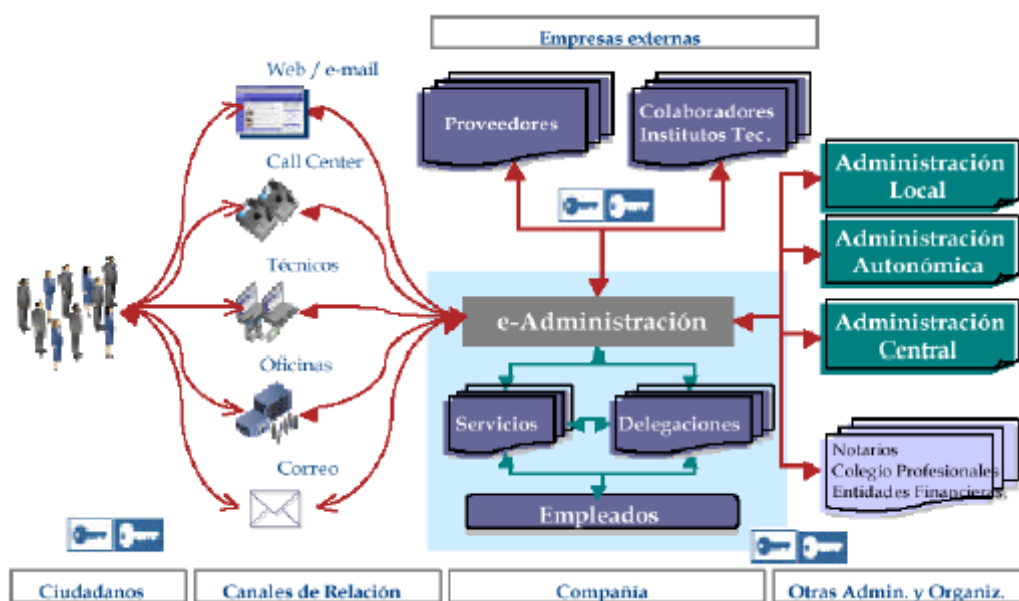 Empresas externas
Web / e-mail
Call Center
Técnicos
Oficinas
Correo
Proveedores
Colaboradores
Institutos Tec.
e-Administración
Servicios
Delegaciones
Empleados
Administración
Local
Administración
Autonómica
Administración
Central
Notarios
Colegio Profesionales
Entidades Financieras.
Ciudadanos
Canales de Relación
Compañía
Otras Admin. y Organiz.